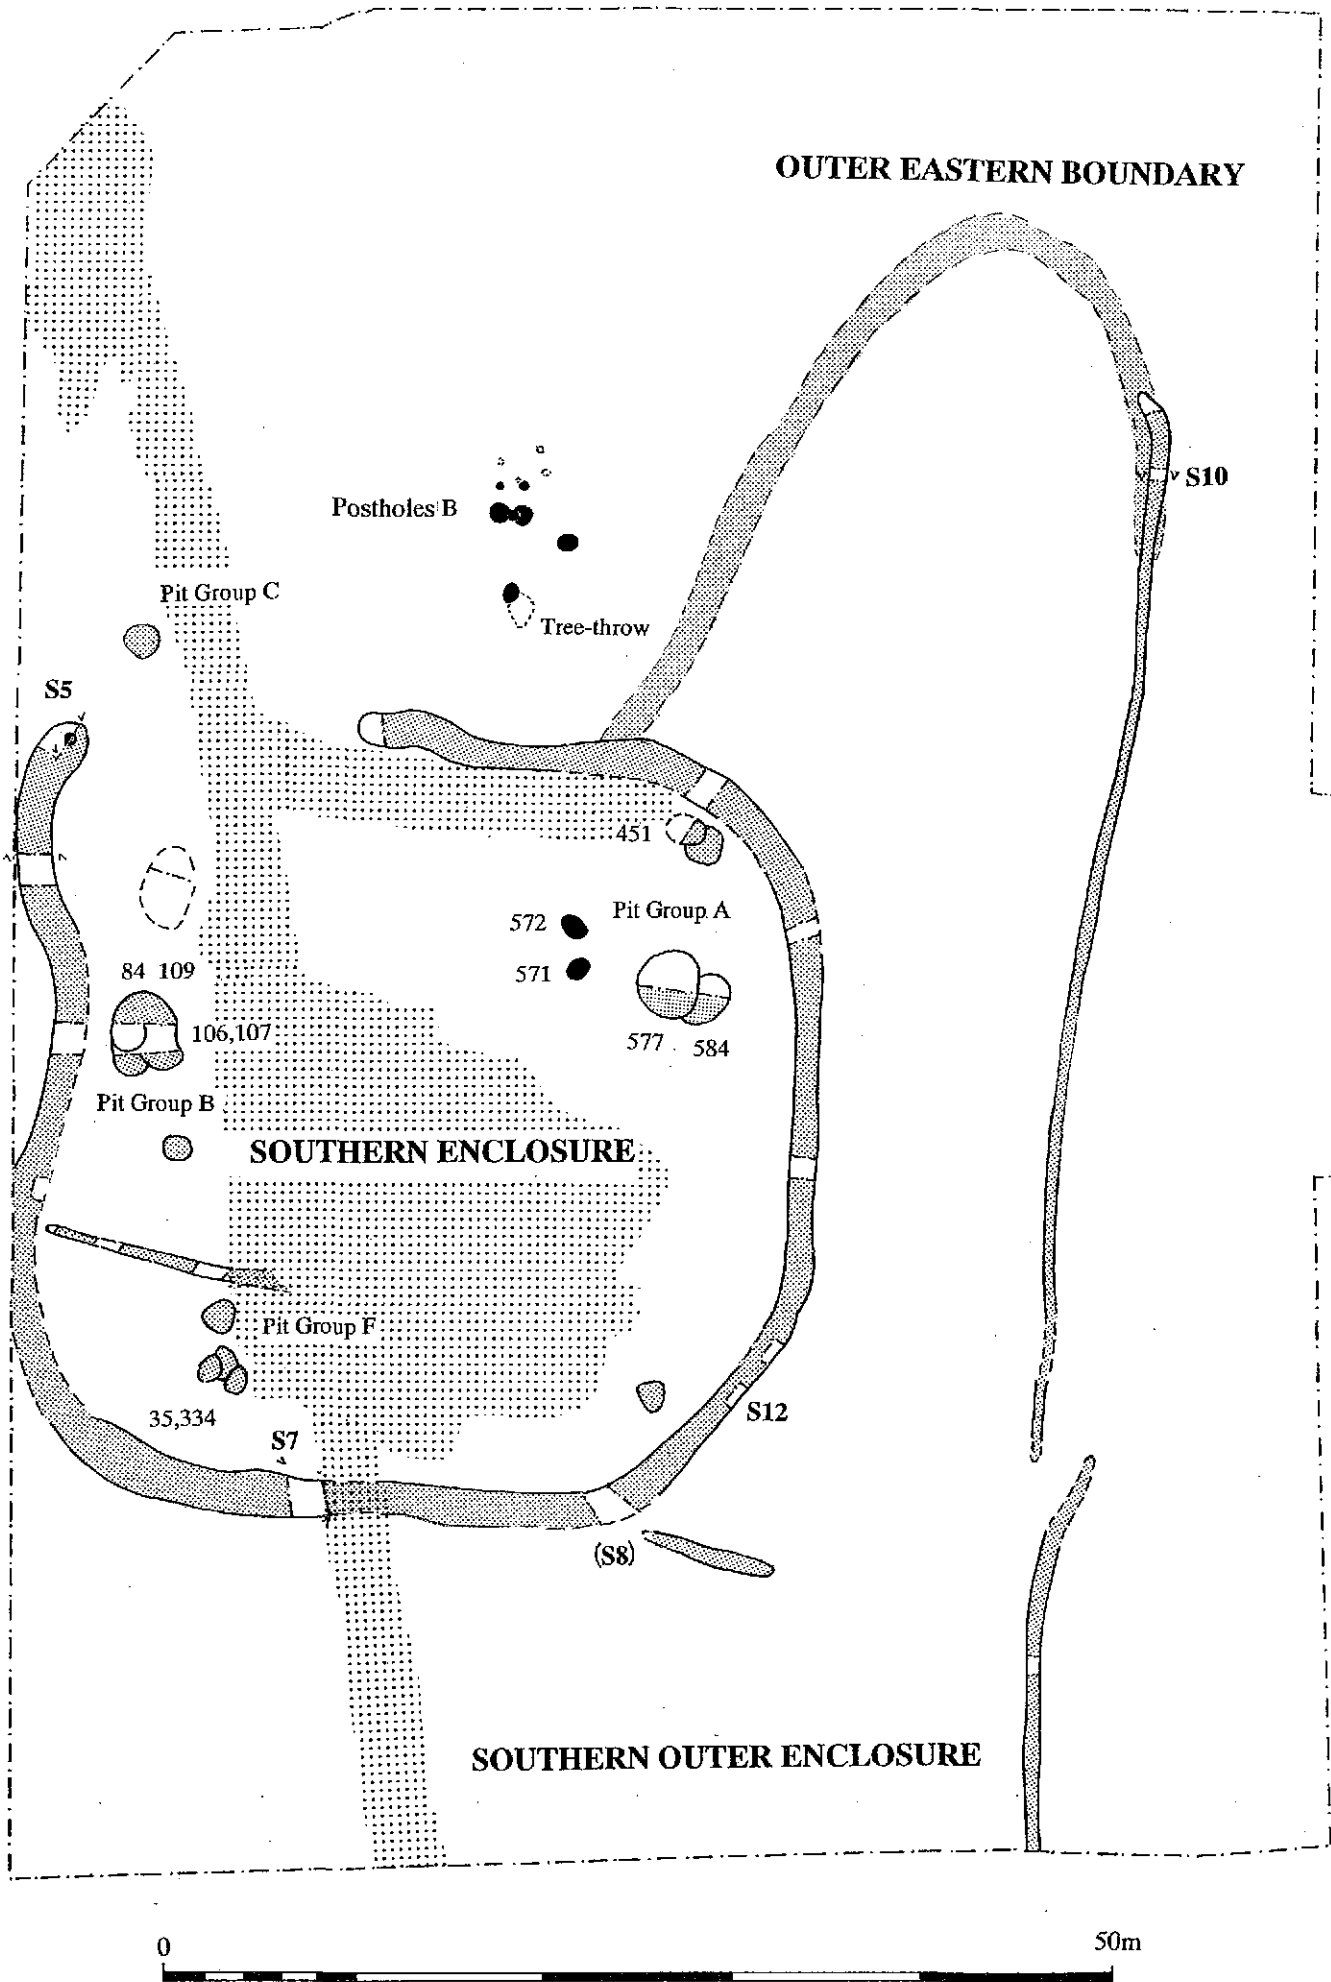 OUTER EASTERN BOUNDARY
S10
Postholes B
Pit Group C
Tree-throw
S5
451
572
Pit Group A
571
84 109
106,107
577 584
Pit Group B
SOUTHERN ENCLOSURE
Pit Group F
35,334
S7
S12
(S8)
SOUTHERN OUTER ENCLOSURE
0
50m